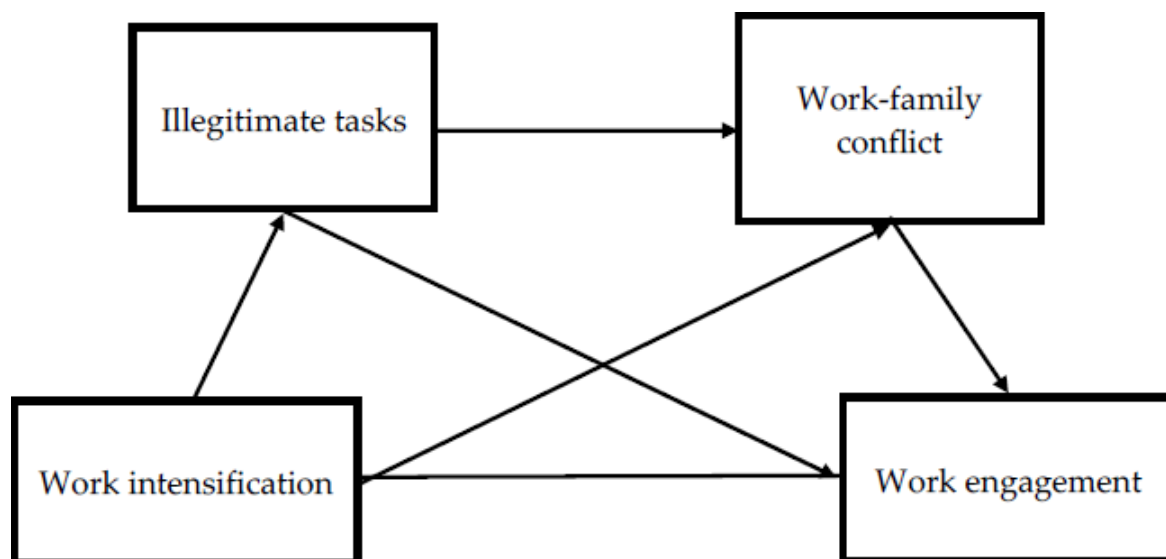 Illegitimate tasks
Work-family
conflict
Work intensification
Work engagement